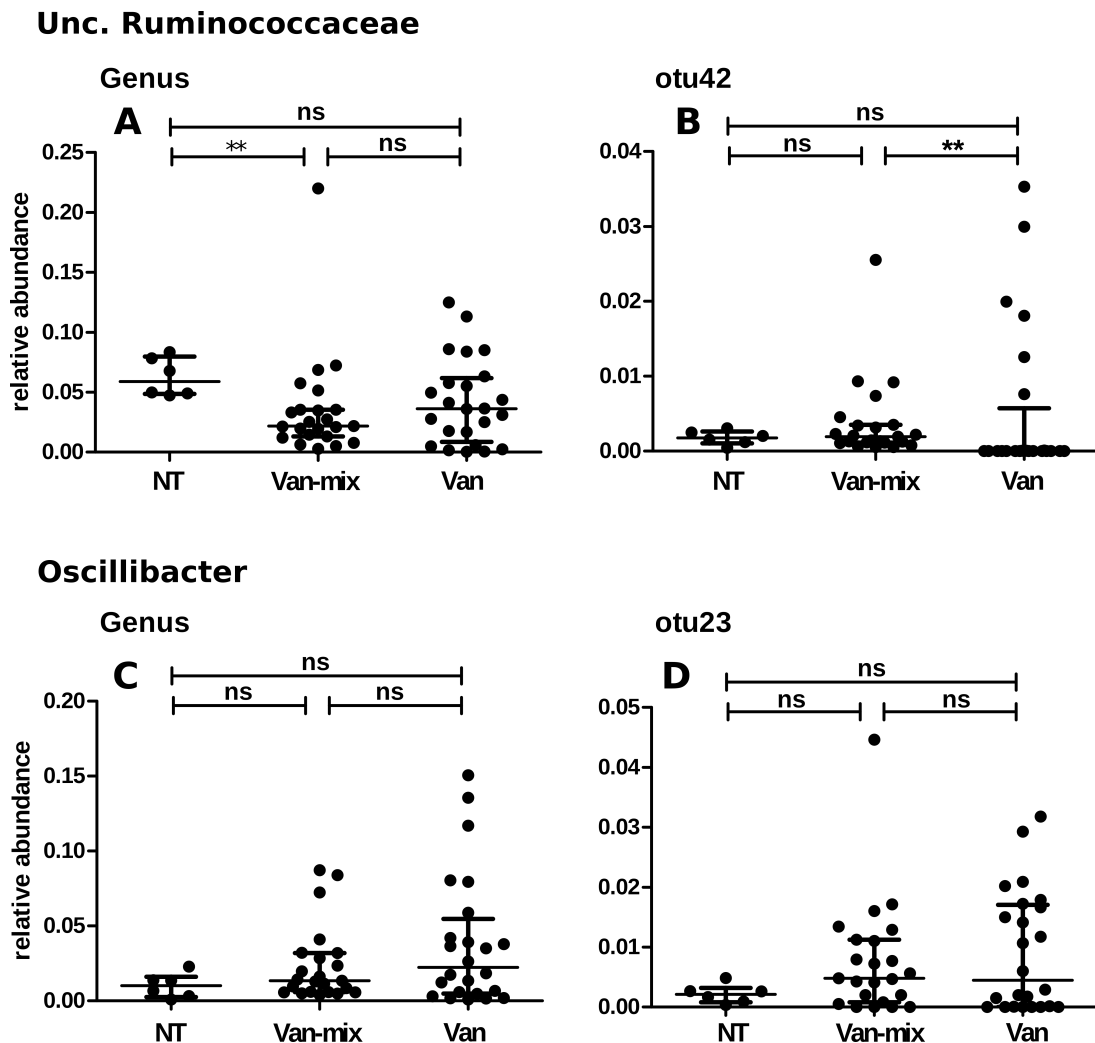 Unc. Ruminococcaceae
Genus
otu42
A
ns
**
ns
B
ns
ns
**
relative abundance
0.25
0.20
0.15
0.10
0.05
0.00
NT
Van-mix
Van
0.04
0.03
0.02
0.01
0.00
NT
Van-mix
Van
Oscillibacter
Genus
otu23
C
ns
ns
ns
D
ns
ns
ns
relative abundance
0.20
0.15
0.10
0.05
0.00
NT
Van-mix
Van
0.05
0.04
0.03
0.02
0.01
0.00
NT
Van-mix
Van